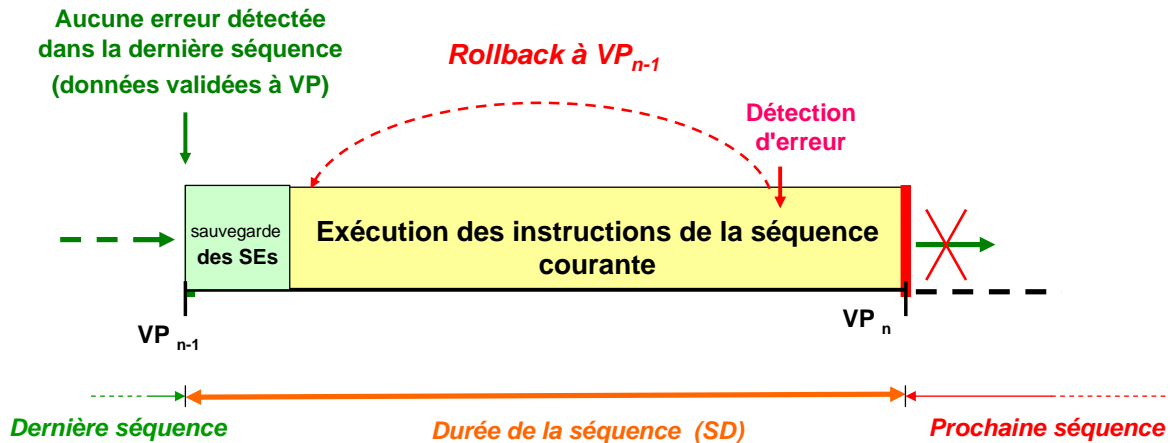 Aucune erreur détectée
dans la dernière séquence
(données validées à VP)
Rollback à VPn-1
Détection
d'erreur
sauvegarde
des SEs
Exécution des instructions de la séquence
courante
VP n-1
VP n
Dernière séquence
Durée de la séquence (SD)
Prochaine séquence